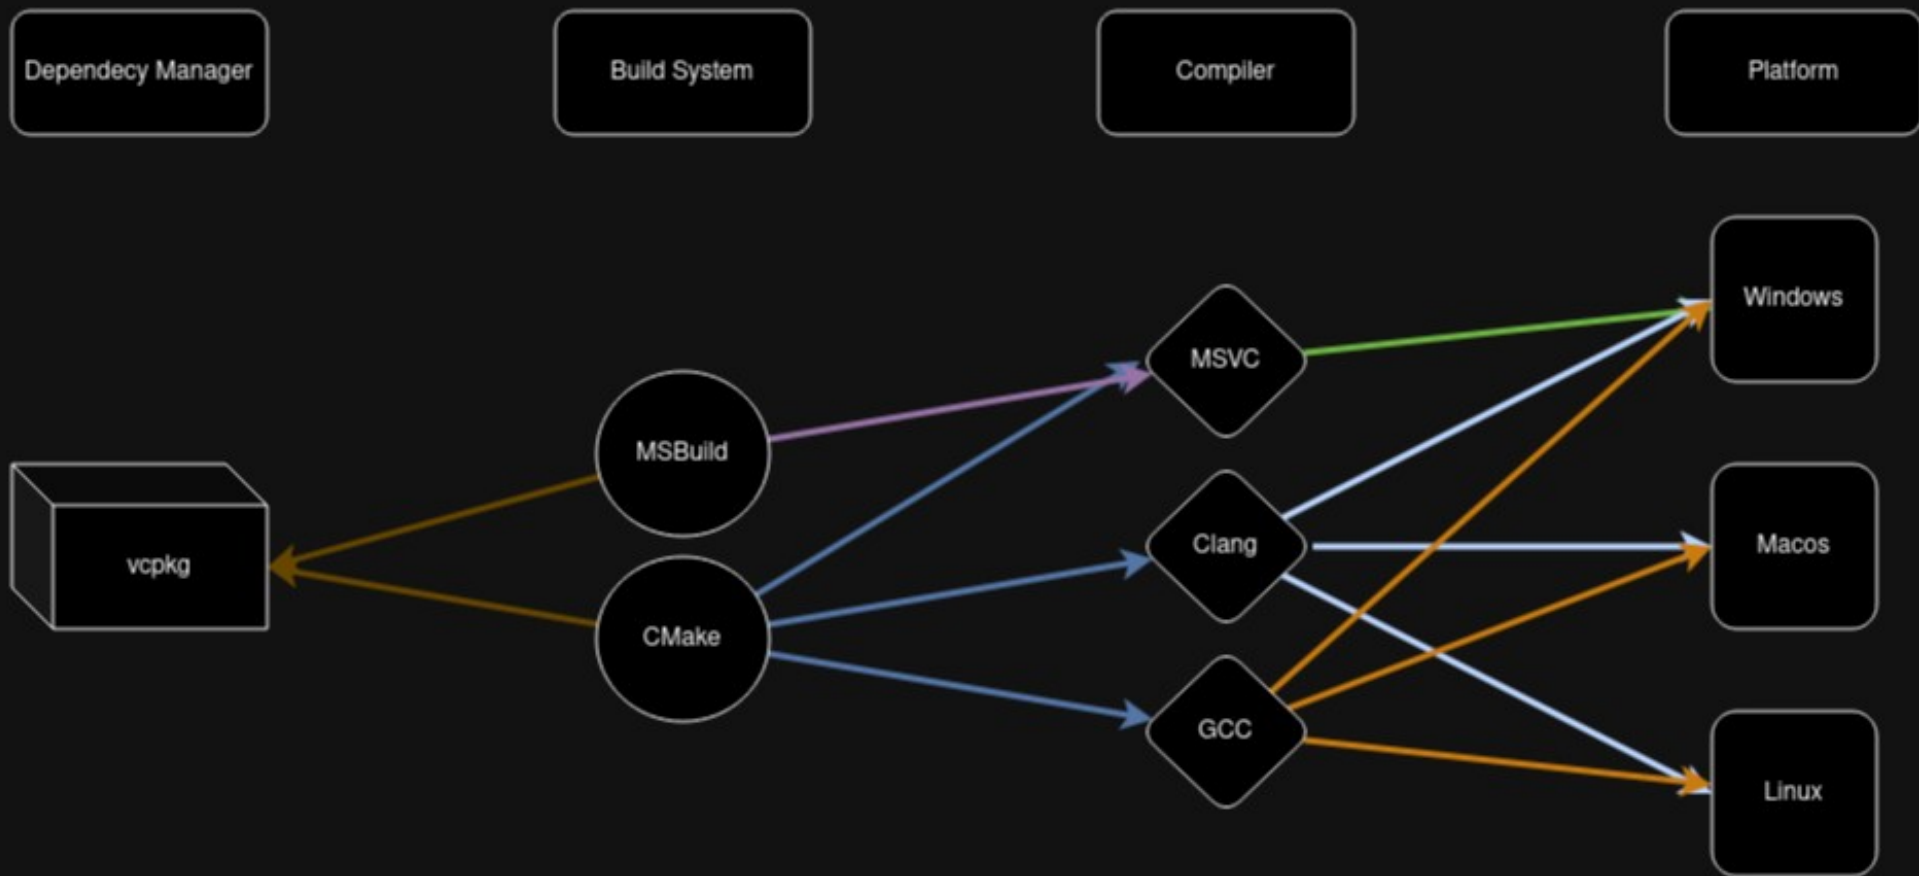 Dependecy Manager
Build System
Compiler
Platform
Windows
MSVC
MSBuild
Clang
Macos
vcpkg
CMake
GCC
Linux